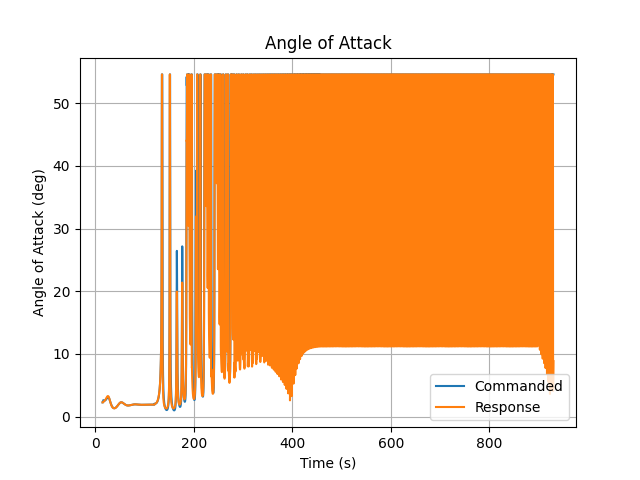 Angle of Attack
Angle of Attack (deg)
50
40
30
20
10
0
0 200 400 600 800
Time (s)
Commanded
Response